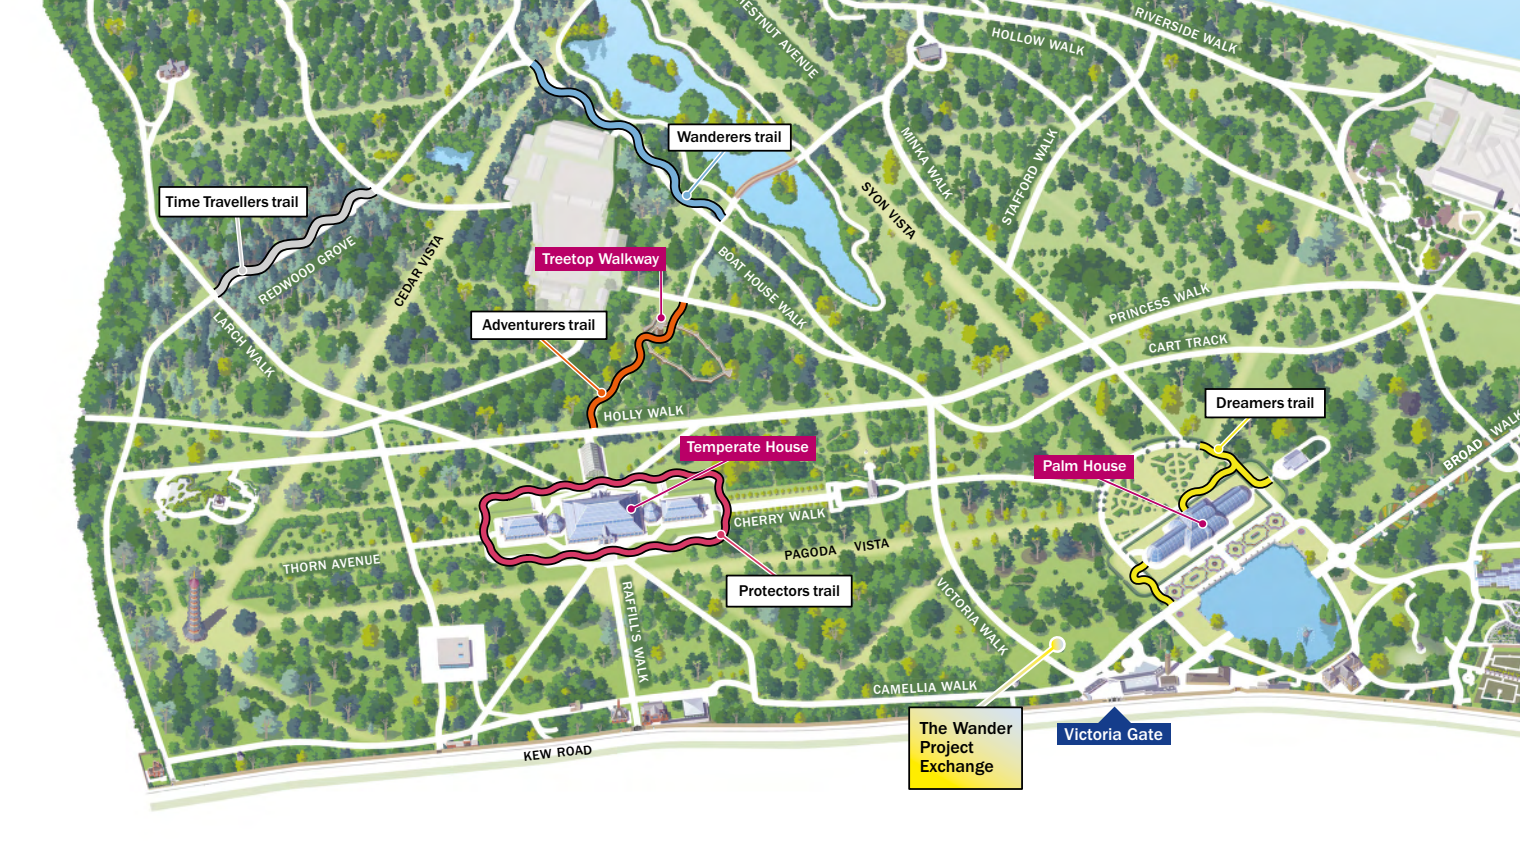 CHESTNUT AVENUE
RIVERSIDE WALK
HOLLOW WALK
Wanderers trail
MINKA WALK
STAFFORD WALK
SYON VISTA
Time Travellers trail
REDWOOD GROVE
CEDAR VISTA
Treetop Walkway
BOAT HOUSE WALK
PRINCESS WALK
CART TRACK
LARCH WALK
Adventurers trail
HOLLY WALK
Dreamers trail
BROAD WALK
Temperate House
Palm House
CHERRY WALK
PAGODA VISTA
THORN AVENUE
Protectors trail
RAFFILL'S WALK
VICTORIA WALK
CAMELLIA WALK
The Wander
Project
Exchange
Victoria Gate
KEW ROAD